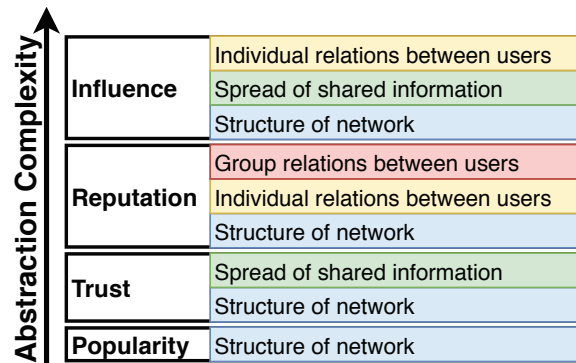 Abstraction Complexity
Influence
Individual relations between users
Spread of shared information
Structure of network
Reputation
Group relations between users
Individual relations between users
Structure of network
Trust
Spread of shared information
Structure of network
Popularity
Structure of network